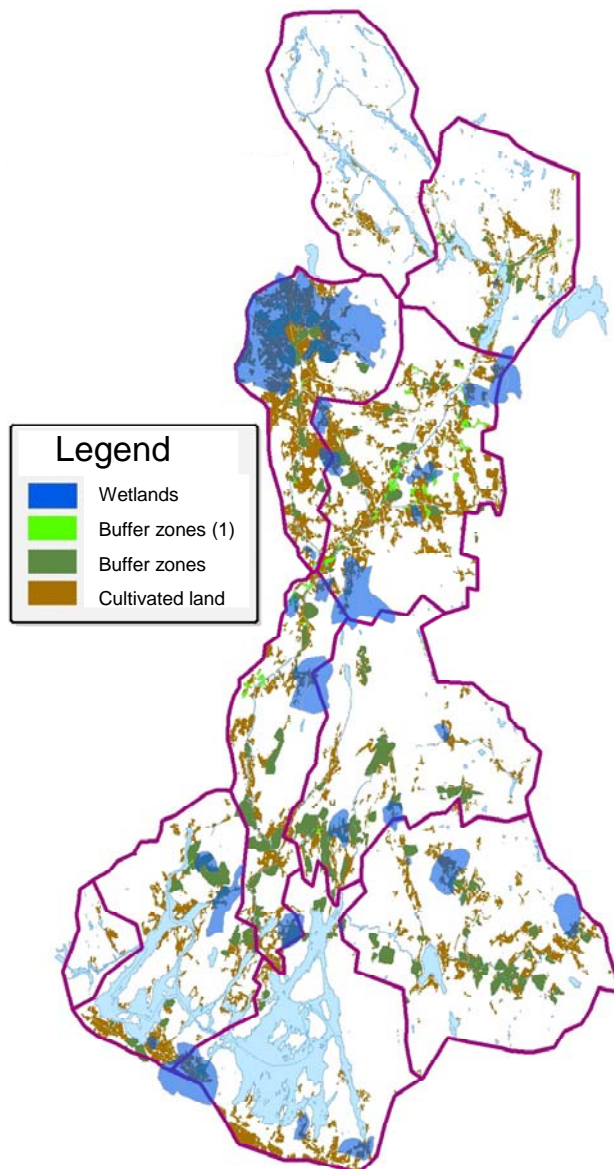 Legend
Wetlands
Buffer zones (1)
Buffer zones
Cultivated land